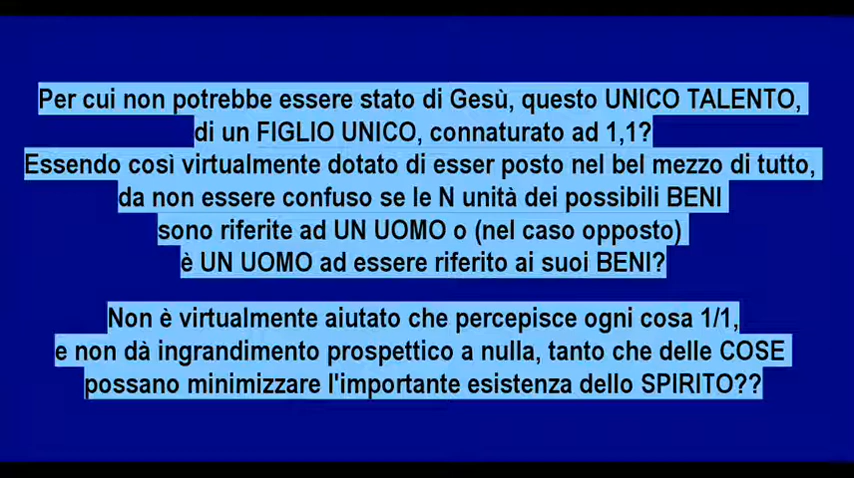 Per cui non potrebbe essere stato di Gesù, questo UNICO TALENTO,
di un FIGLIO UNICO, connaturato ad 1,1?
Essendo così virtualmente dotato di esser posto nel bel mezzo di tutto,
da non essere confuso se le N unità dei possibili BENI
sono riferite ad UN UOMO o (nel caso opposto)
è UN UOMO ad essere riferito ai suoi BENI?
Non è virtualmente aiutato che percepisce ogni cosa 1/1,
e non dà ingrandimento prospettico a nulla, tanto che delle COSE
possano minimizzare l'importante esistenza dello SPIRITO??